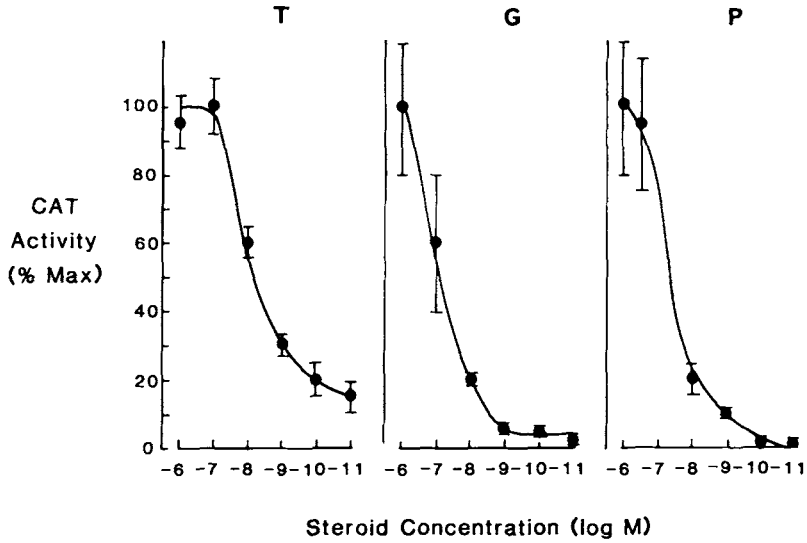 T G P
100
80
CAT
Activity
(% Max)
60
40
20
0
-6 -7 -8 -9 -10 -11 -6 -7 -8 -9 -10 -11 -6 -7 -8 -9 -10 -11
Steroid Concentration (log M)